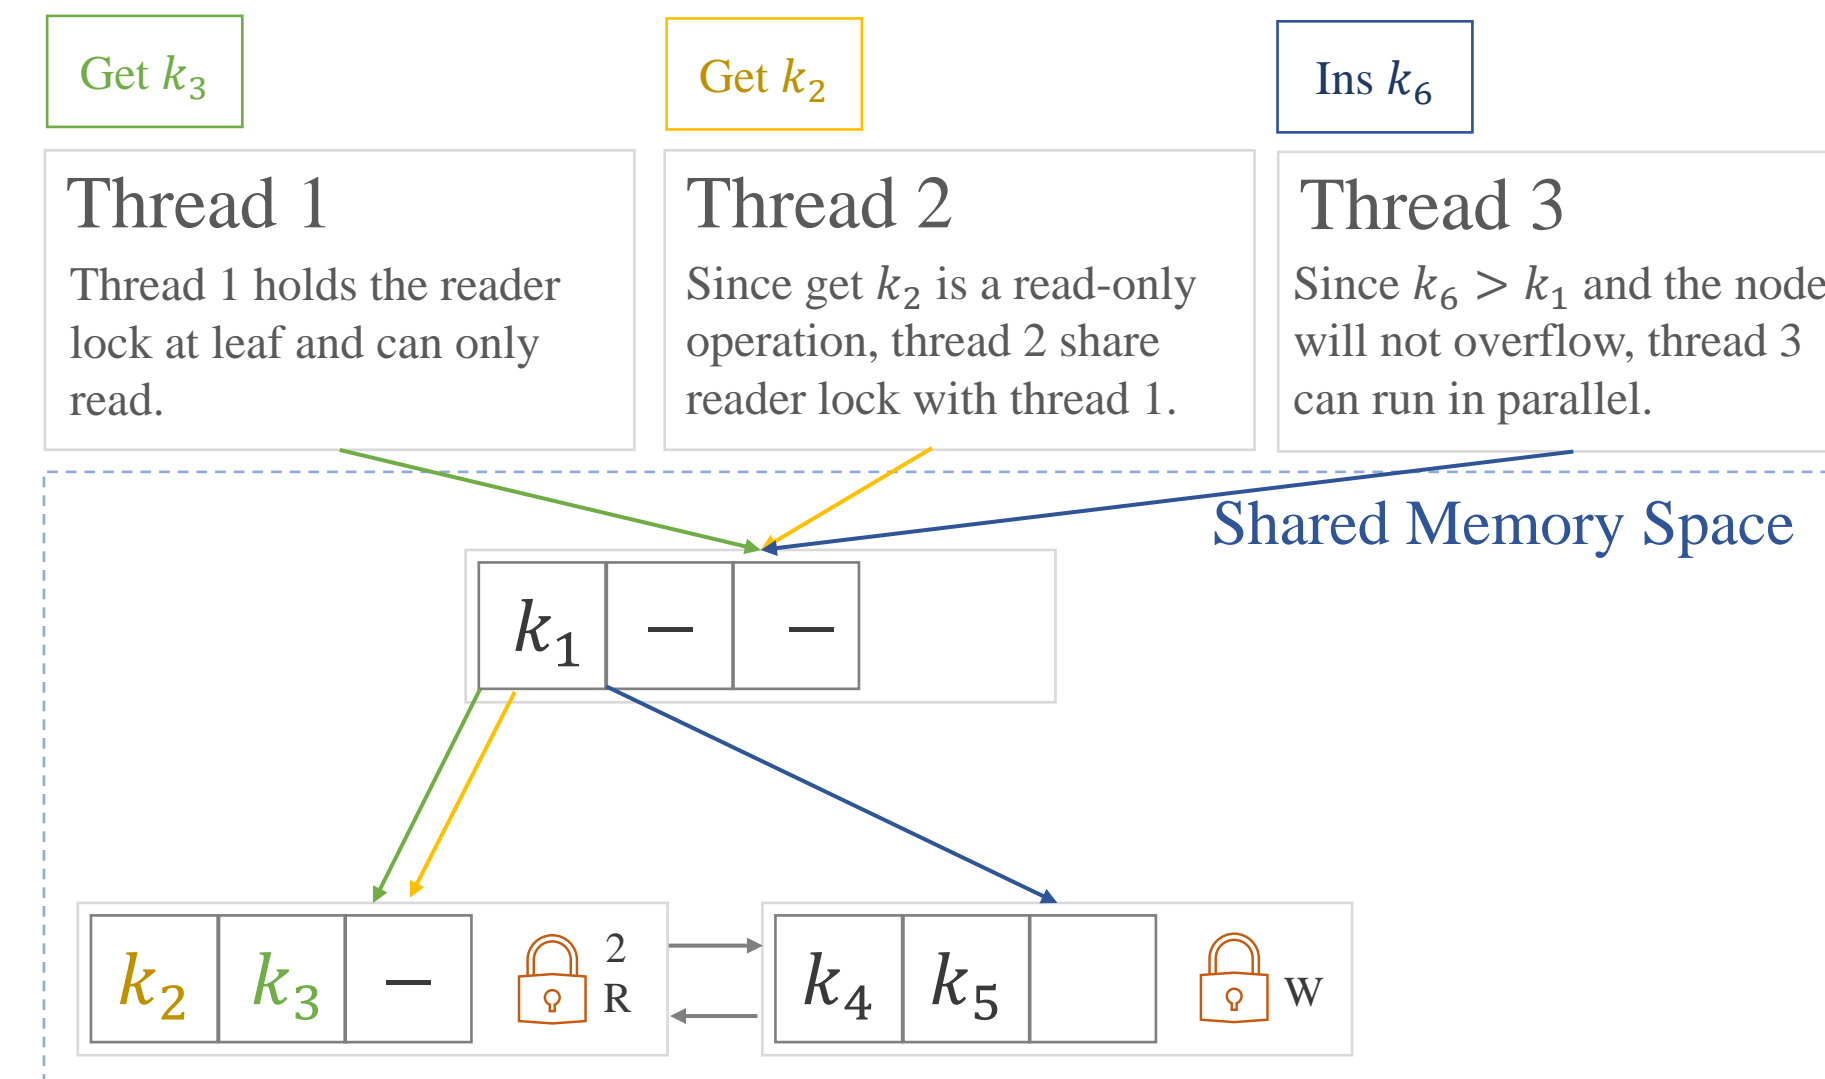 Get k₃
Get k₂
Ins k₆
Thread 1
Thread 1 holds the reader
lock at leaf and can only
read.
Thread 2
Since get k₂ is a read-only
operation, thread 2 share
reader lock with thread 1.
Thread 3
Since k₆ > k₁ and the node
will not overflow, thread 3
can run in parallel.
Shared Memory Space
k₁ – –
k₂ k₃ –
2
R
k₄ k₅
W